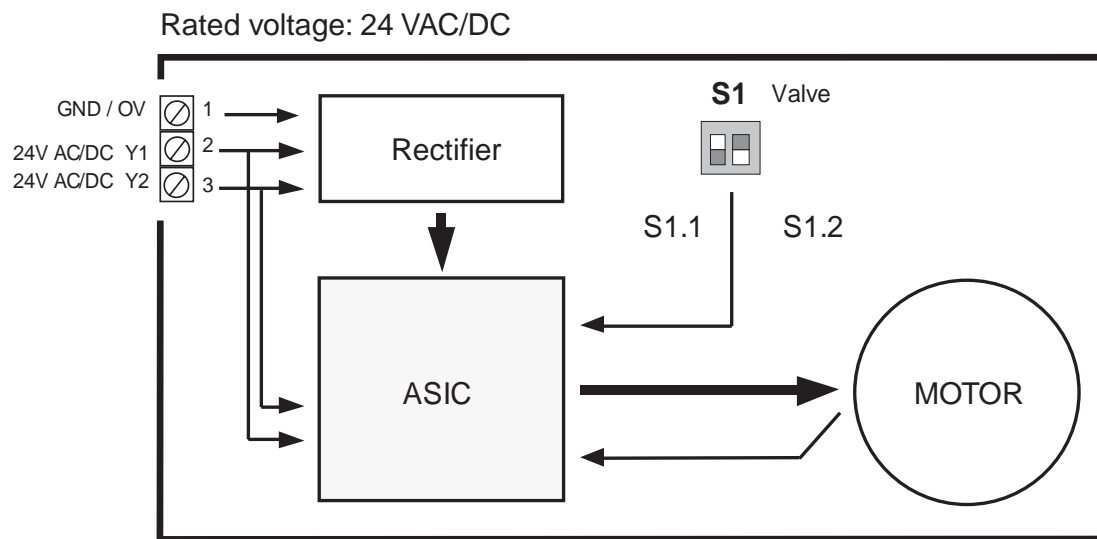 Rated voltage: 24 VAC/DC
S1 Valve
GND / OV 1
24V AC/DC Y1 2
24V AC/DC Y2 3
Rectifier
S1.1 S1.2
ASIC
MOTOR